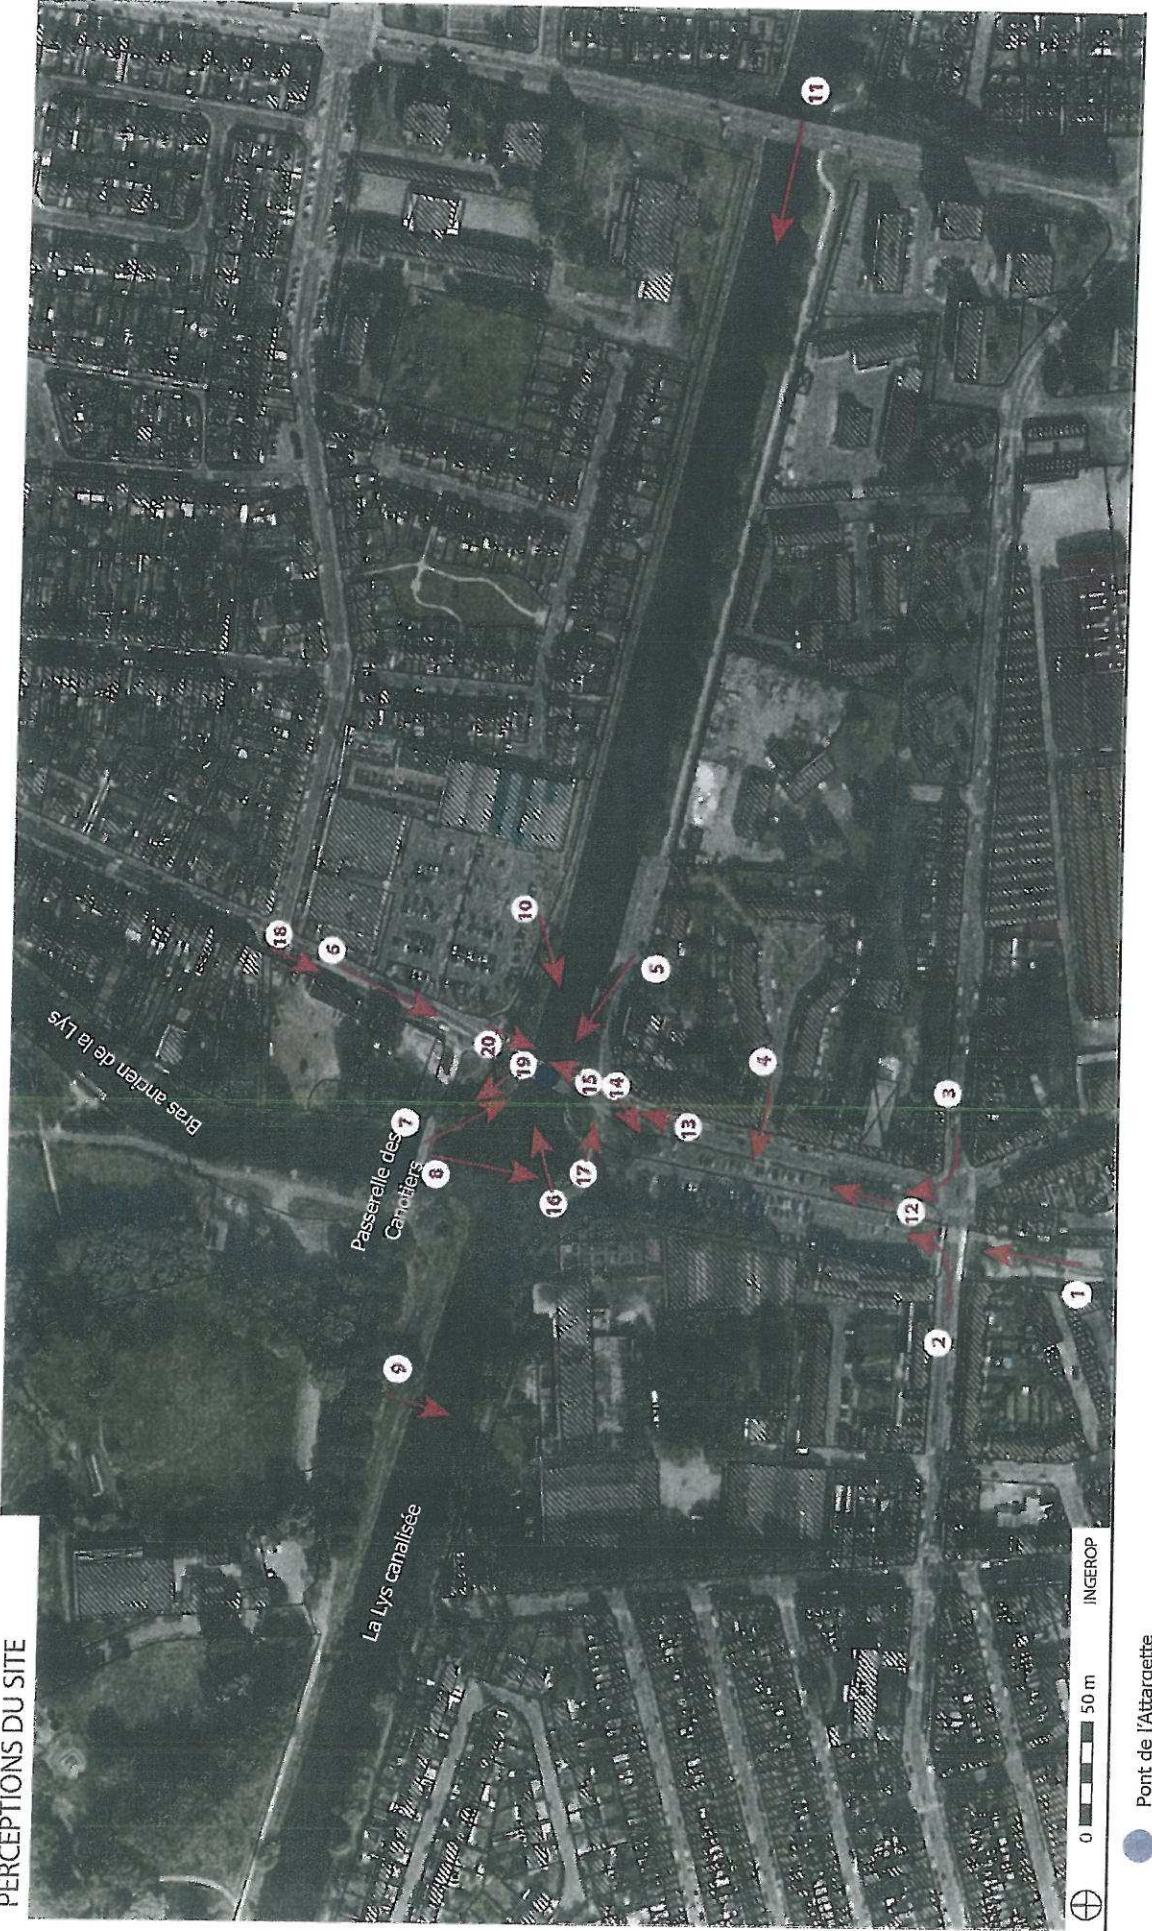 PERCEPTIONS DU SITE
Bras ancien de la Lys
Passerelle des
Canotiers
La Lys canalisée
1
2
3
4
5
6
7
8
9
10
11
12
13
14
15
16
17
18
19
20
0 50 m
INGEROP
Pont de l'Attargette